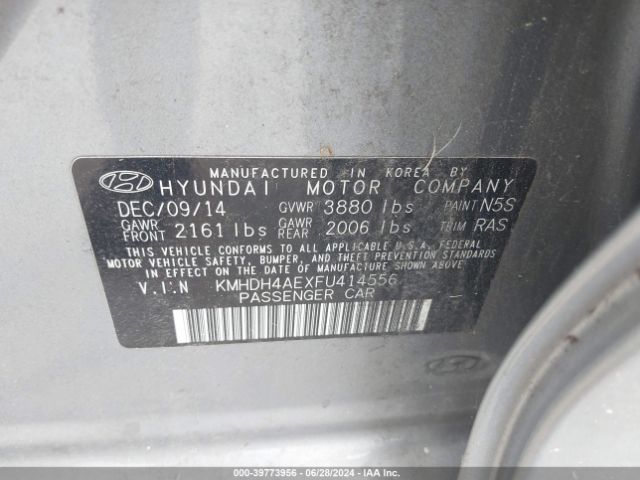 MANUFACTURED IN KOREA BY
HYUNDAI MOTOR COMPANY
DEC/09/14 GVWR 3880 lbs PAINT N5S
GAWR FRONT 2161 lbs GAWR REAR 2006 lbs TRIM RAS
THIS VEHICLE CONFORMS TO ALL APPLICABLE U.S.A. FEDERAL
MOTOR VEHICLE SAFETY, BUMPER, AND THEFT PREVENTION STANDARDS
IN EFFECT ON THE DATE OF MANUFACTURE SHOWN ABOVE.
V.I.N KMHDH4AEXFU414556
PASSENGER CAR
000-39773956 | 06/28/2024 | IAA Inc.